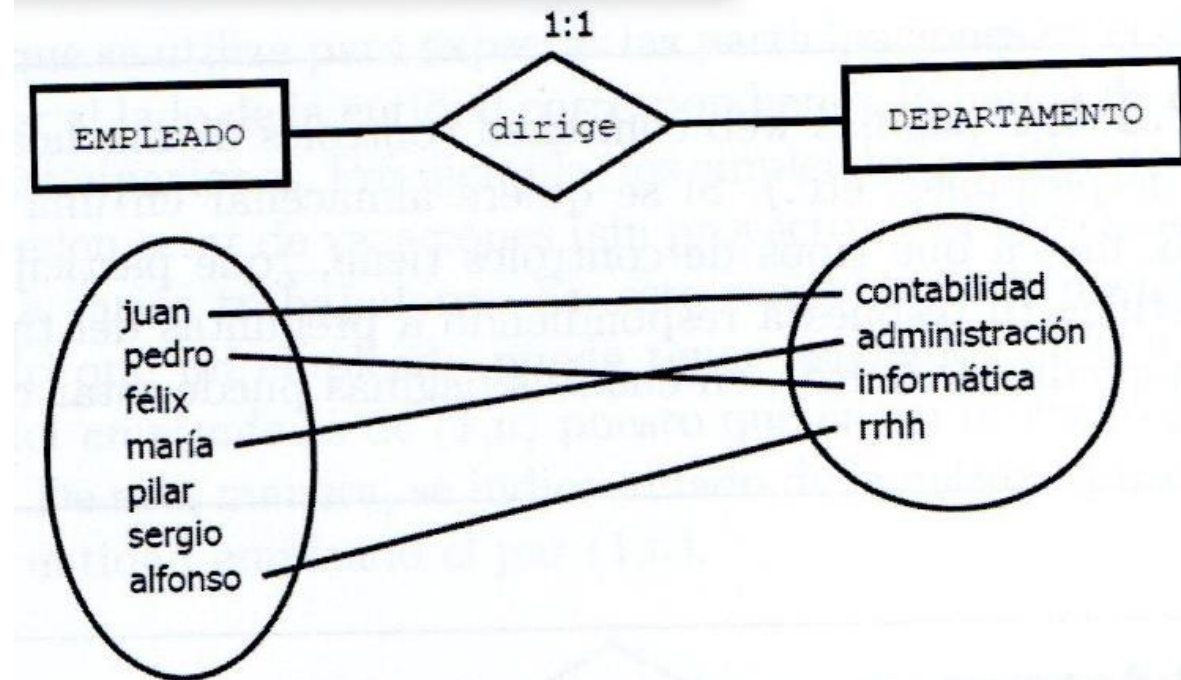 1:1
EMPLEADO
dirige
DEPARTAMENTO
juan
pedro
félix
maría
pilar
sergio
alfonso
contabilidad
administración
informática
rrhh